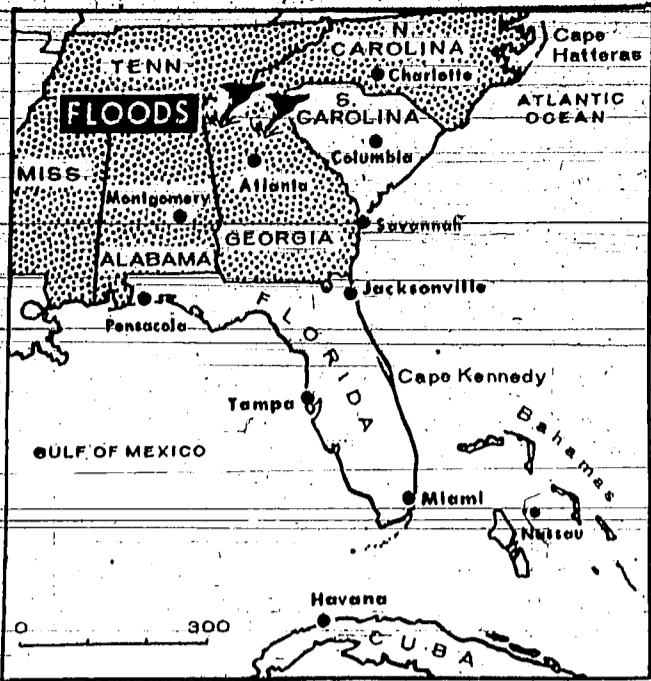 N.
CAROLINA
Cape
Hatteras
TENN.
Charlotte
ATLANTIC
OCEAN
FLOODS
S.
CAROLINA
Columbia
MISS.
Atlanta
Montgomery
Savannah
GEORGIA
ALABAMA
Jacksonville
Pensacola
FLORIDA
Cape Kennedy
Tampa
Bahamas
GULF OF MEXICO
Miami
Nassau
Havana
0 300
CUBA